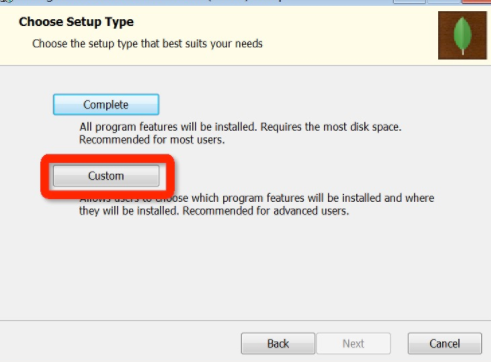 Choose Setup Type
Choose the setup type that best suits your needs
Complete
All program features will be installed. Requires the most disk space.
Recommended for most users.
Custom
Allows users to choose which program features will be installed and where
they will be installed. Recommended for advanced users.
Back
Next
Cancel